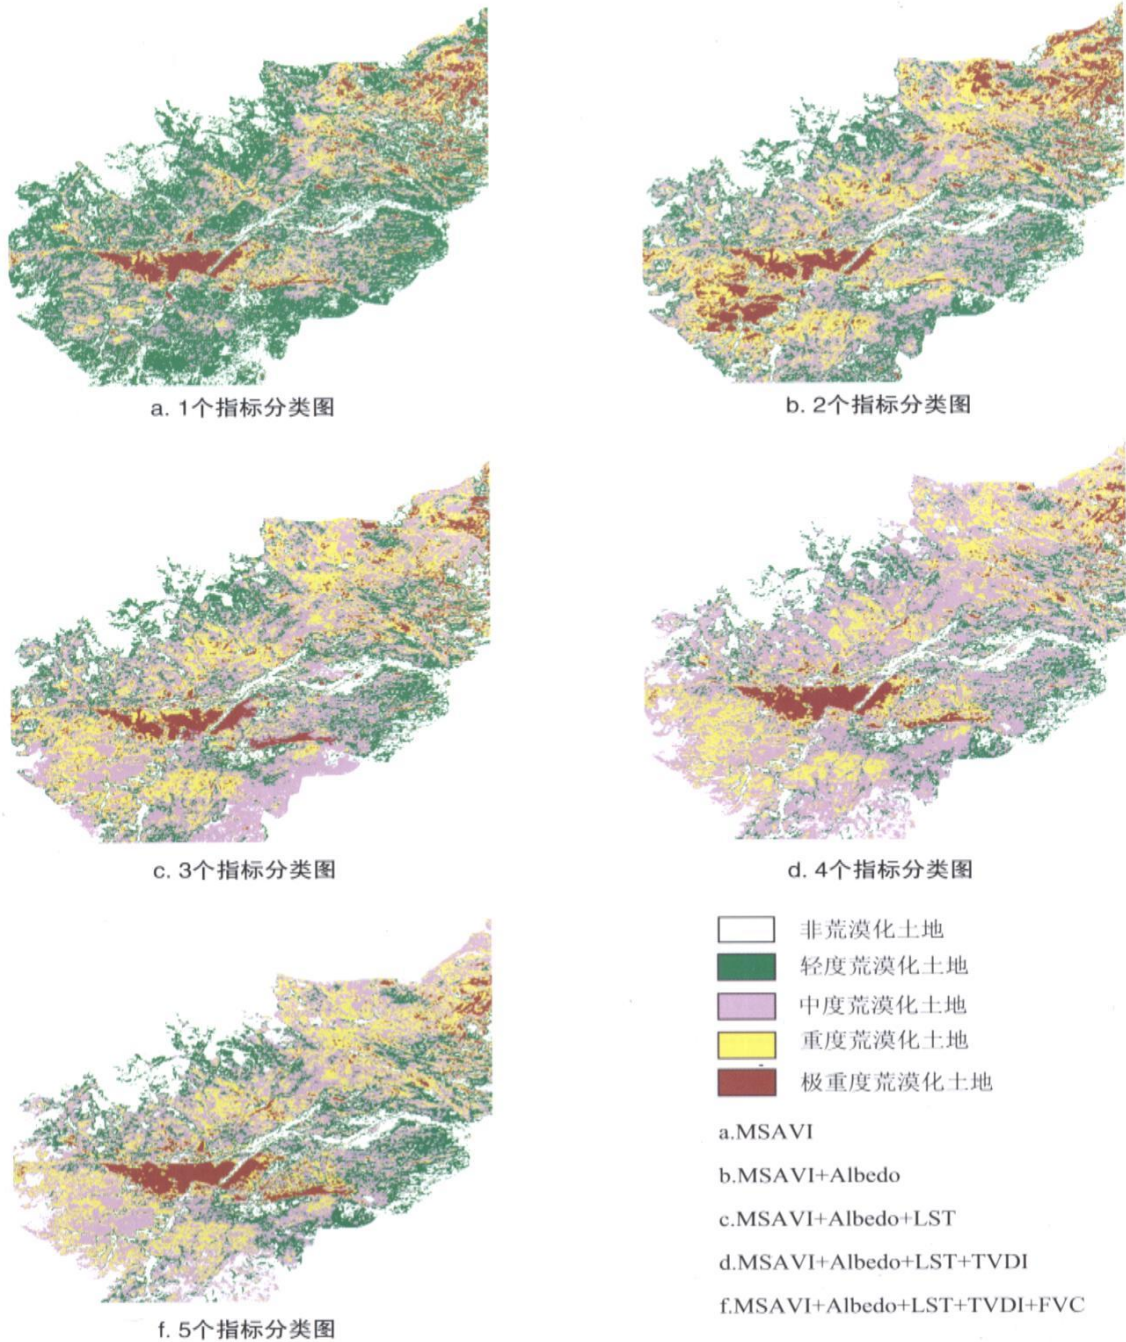 a. 1个指标分类图
b. 2个指标分类图
c. 3个指标分类图
d. 4个指标分类图
非荒漠化土地
轻度荒漠化土地
中度荒漠化土地
重度荒漠化土地
极重度荒漠化土地
a.MSAVI
b.MSAVI+Albedo
c.MSAVI+Albedo+LST
d.MSAVI+Albedo+LST+TVDI
f.MSAVI+Albedo+LST+TVDI+FVC
f. 5个指标分类图